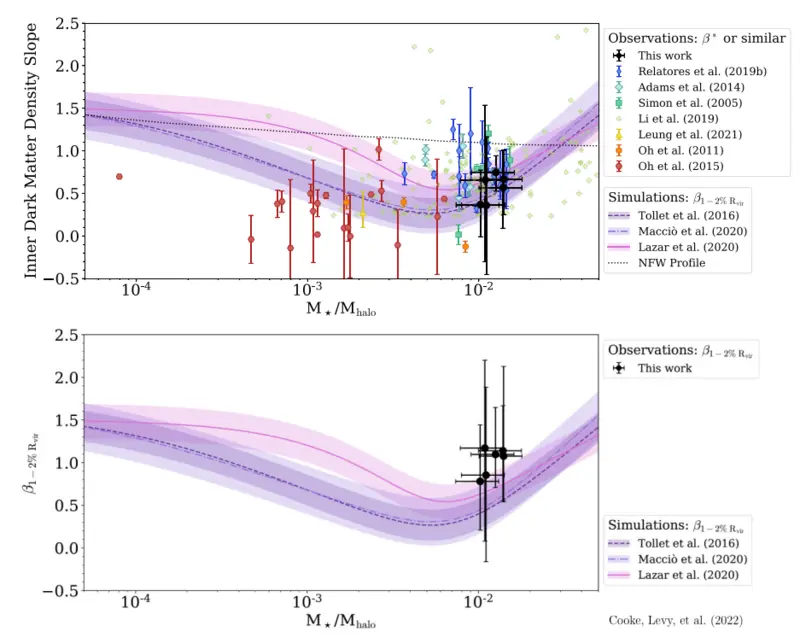 2.5
2.0
1.5
1.0
0.5
0.0
−0.5
Inner Dark Matter Density Slope
10-4
10-3
10-2
M⋆/Mhalo
Observations: β* or similar
This work
Relatores et al. (2019b)
Adams et al. (2014)
Simon et al. (2005)
Li et al. (2019)
Leung et al. (2021)
Oh et al. (2011)
Oh et al. (2015)
Simulations: β1−2% Rvir
Tollet et al. (2016)
Macciò et al. (2020)
Lazar et al. (2020)
NFW Profile
2.5
2.0
1.5
1.0
0.5
0.0
−0.5
β1−2% Rvir
10-4
10-3
10-2
M⋆/Mhalo
Observations: β1−2% Rvir
This work
Simulations: β1−2% Rvir
Tollet et al. (2016)
Macciò et al. (2020)
Lazar et al. (2020)
Cooke, Levy, et al. (2022)